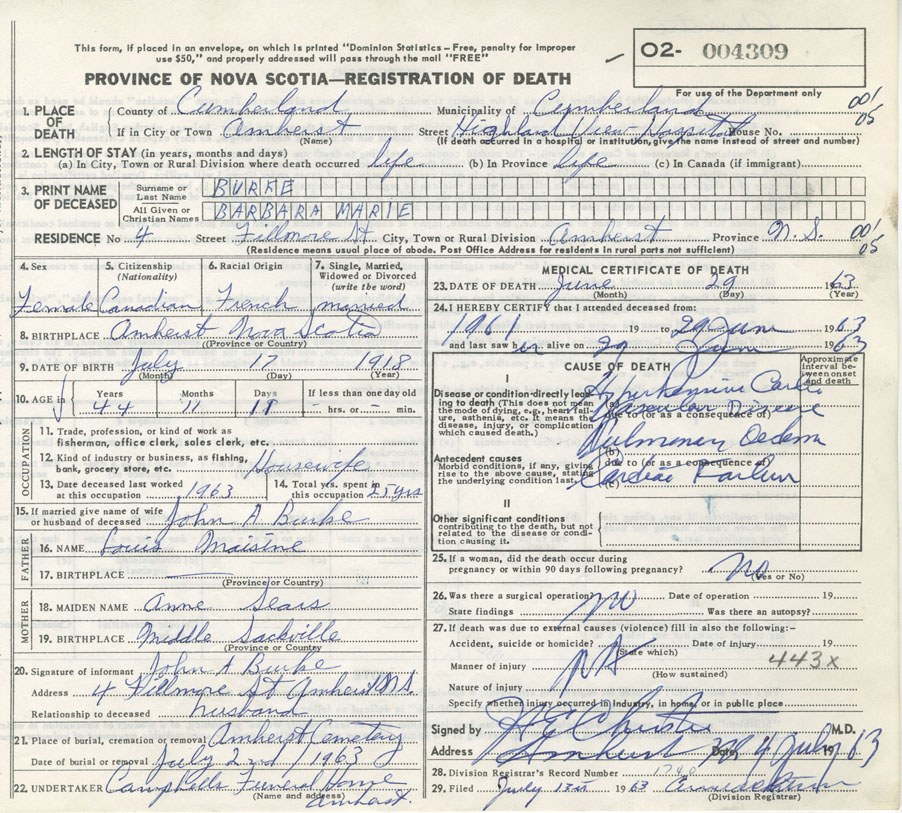 This form, if placed in an envelope, on which is printed "Dominion Statistics – Free, penalty for improper
use $50," and properly addressed will pass through the mail "FREE"
02- 004309
For use of the Department only
PROVINCE OF NOVA SCOTIA—REGISTRATION OF DEATH
1. PLACE OF DEATH
County of Cumberland Municipality of Cumberland 001
If in City or Town Amherst Street Highland View Hospital House No. 05
(Name) (If death occurred in a hospital or institution, give the name instead of street and number)
2. LENGTH OF STAY (in years, months and days)
(a) In City, Town or Rural Division where death occurred life (b) In Province life (c) In Canada (if immigrant)
3. PRINT NAME OF DECEASED
Surname or Last Name BURKE
All Given or Christian Names BARBARA MARIE
RESIDENCE No. 4 Street Fillmore St City, Town or Rural Division Amherst Province N.S. 001 05
(Residence means usual place of abode. Post Office Address for residents in rural parts not sufficient)
4. Sex Female
5. Citizenship (Nationality) Canadian
6. Racial Origin French
7. Single, Married, Widowed or Divorced (write the word) married
8. BIRTHPLACE Amherst Nova Scotia
(Province or Country)
9. DATE OF BIRTH July 17 1918
(Month) (Day) (Year)
10. AGE in Years Months Days If less than one day old
44 11 - hrs. or - min.
OCCUPATION
11. Trade, profession, or kind of work as
fisherman, office clerk, sales clerk, etc.
12. Kind of industry or business, as fishing,
bank, grocery store, etc. Housewife
13. Date deceased last worked at this occupation 1963
14. Total yrs. spent in this occupation 25 yrs
15. If married give name of wife
or husband of deceased John A Burke
FATHER
16. NAME Louis
17. BIRTHPLACE
(Province or Country)
MOTHER
18. MAIDEN NAME Anne Sears
19. BIRTHPLACE Middle Sackville
(Province or Country)
20. Signature of informant John A Burke
Address 4 Fillmore St Amherst N.S.
Relationship to deceased husband
21. Place of burial, cremation or removal Amherst Cemetery
Date of burial or removal July 2nd / 1963
22. UNDERTAKER Campbells Funeral Home
(Name and address) Amherst.
MEDICAL CERTIFICATE OF DEATH
23. DATE OF DEATH June 29 1963
(Month) (Day) (Year)
24. I HEREBY CERTIFY that I attended deceased from:
1961 19 to 29 June 1963
and last saw her alive on 29 June 1963
CAUSE OF DEATH
Approximate interval between onset and death
I
Disease or condition directly leading to death (This does not mean the mode of dying, e.g., heart failure, asthenia, etc. It means the disease, injury, or complication which caused death.)
(a) Hypertensive Cardio Vascular Disease
due to (or as a consequence of)
Pulmonary Oedema
(b)
Antecedent causes
Morbid conditions, if any, giving rise to the above cause, stating the underlying condition last.
due to (or as a consequence of)
Cardiac Failure
(c)
II
Other significant conditions
contributing to the death, but not related to the disease or condition causing it.
25. If a woman, did the death occur during
pregnancy or within 90 days following pregnancy? No
(Yes or No)
26. Was there a surgical operation? no Date of operation 19
State findings Was there an autopsy?
27. If death was due to external causes (violence) fill in also the following:–
Accident, suicide or homicide? Date of injury 19
(State which)
443x
Manner of injury NA
(How sustained)
Nature of injury
Specify whether injury occurred in industry, in home, or in public place
Signed by H E Christie M.D.
Address Amherst Date 4 July 1963
28. Division Registrar's Record Number
29. Filed July 1963
(Division Registrar)